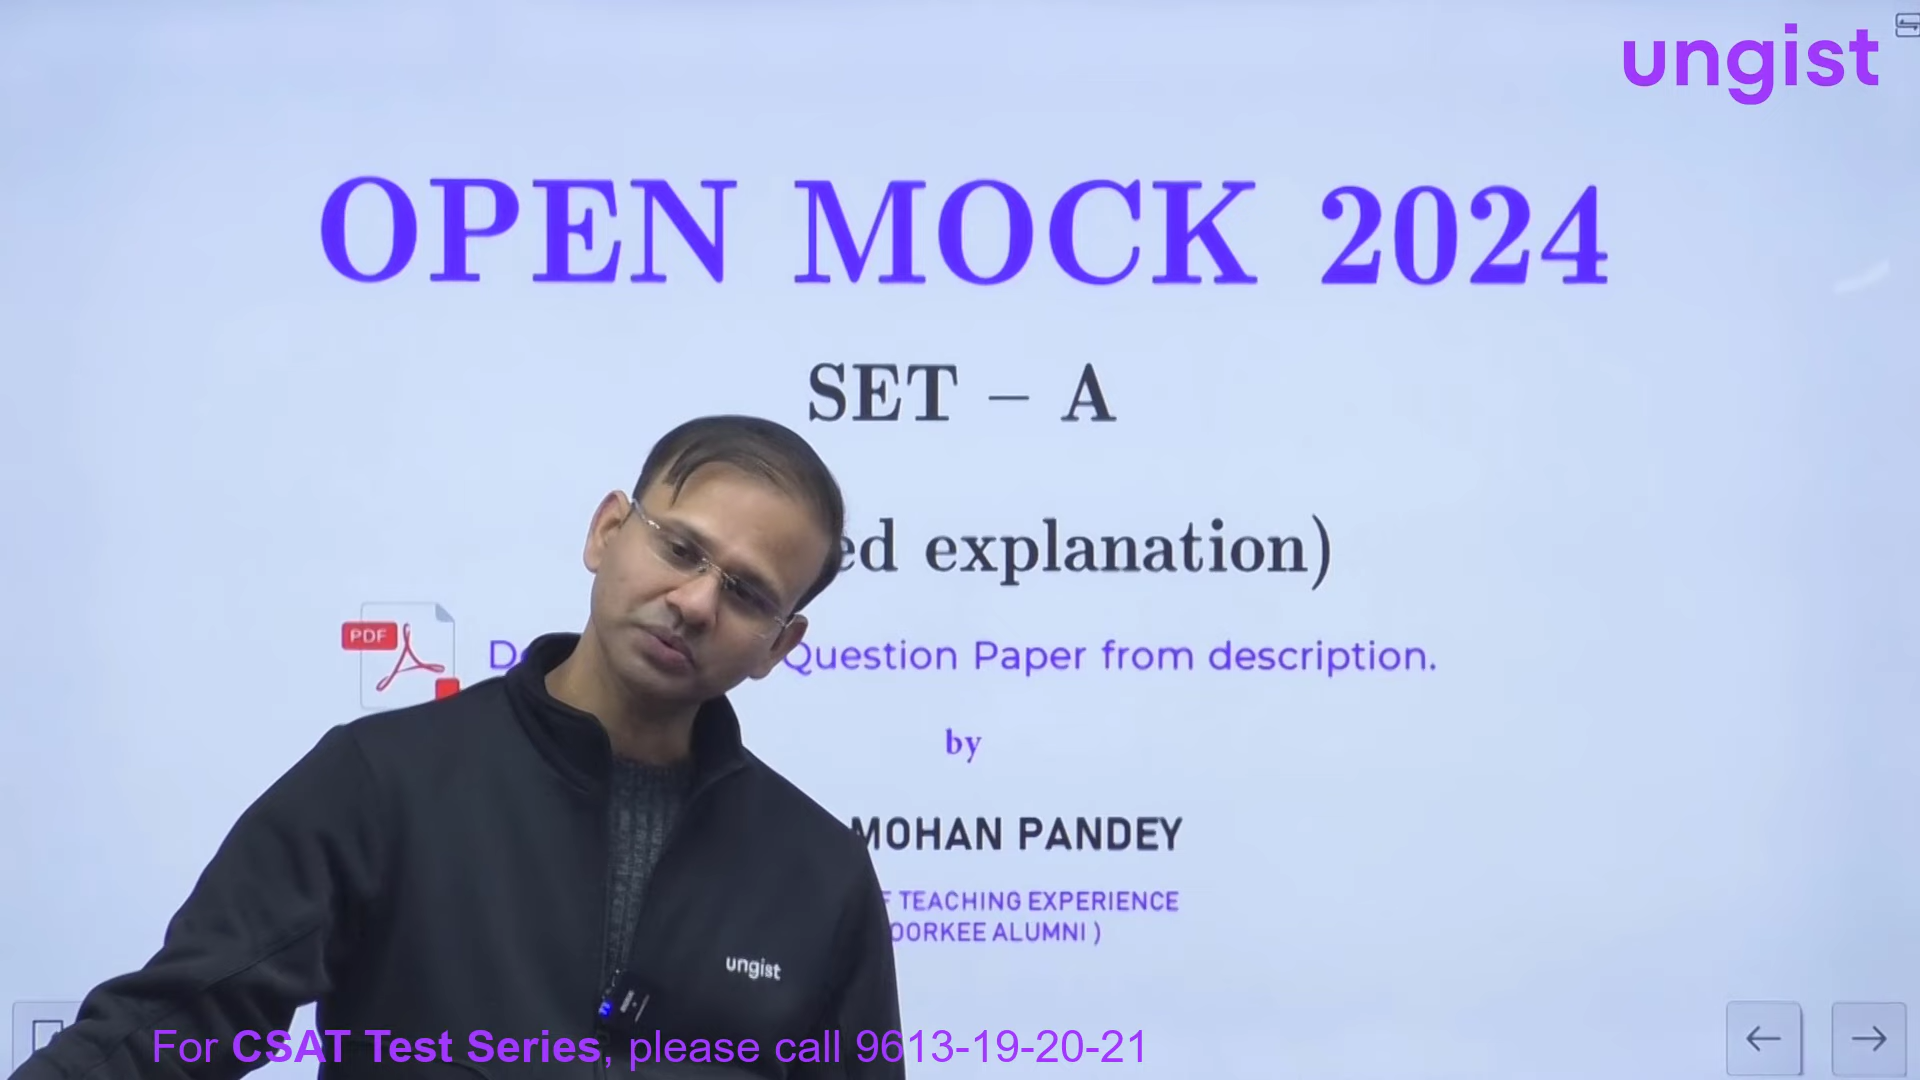 ungist
OPEN MOCK 2024
SET – A
ed explanation)
PDF
Question Paper from description.
by
MOHAN PANDEY
TEACHING EXPERIENCE
OORKEE ALUMNI )
ungist
For CSAT Test Series, please call 9613-19-20-21